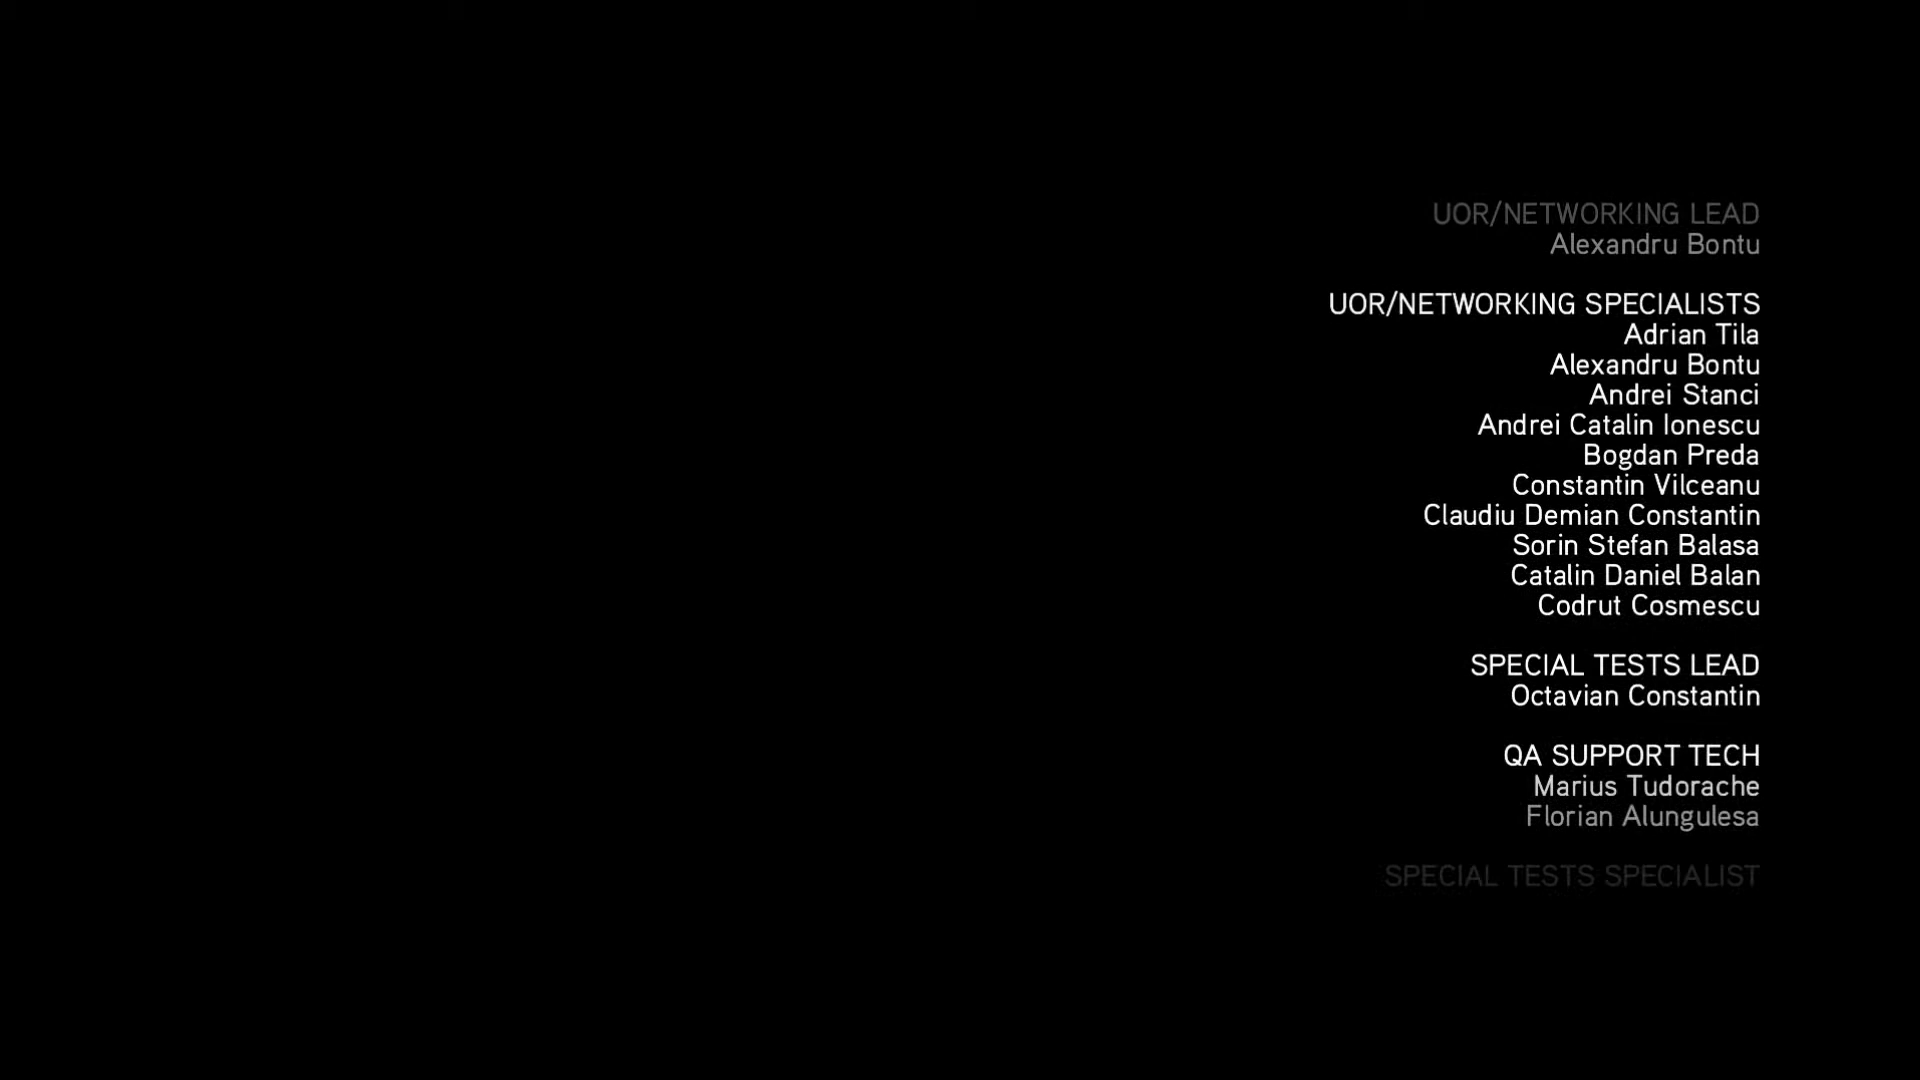 UOR/NETWORKING LEAD
Alexandru Bontu
UOR/NETWORKING SPECIALISTS
Adrian Tila
Alexandru Bontu
Andrei Stanci
Andrei Catalin Ionescu
Bogdan Preda
Constantin Vilceanu
Claudiu Demian Constantin
Sorin Stefan Balasa
Catalin Daniel Balan
Codrut Cosmescu
SPECIAL TESTS LEAD
Octavian Constantin
QA SUPPORT TECH
Marius Tudorache
Florian Alungulesa
SPECIAL TESTS SPECIALIST